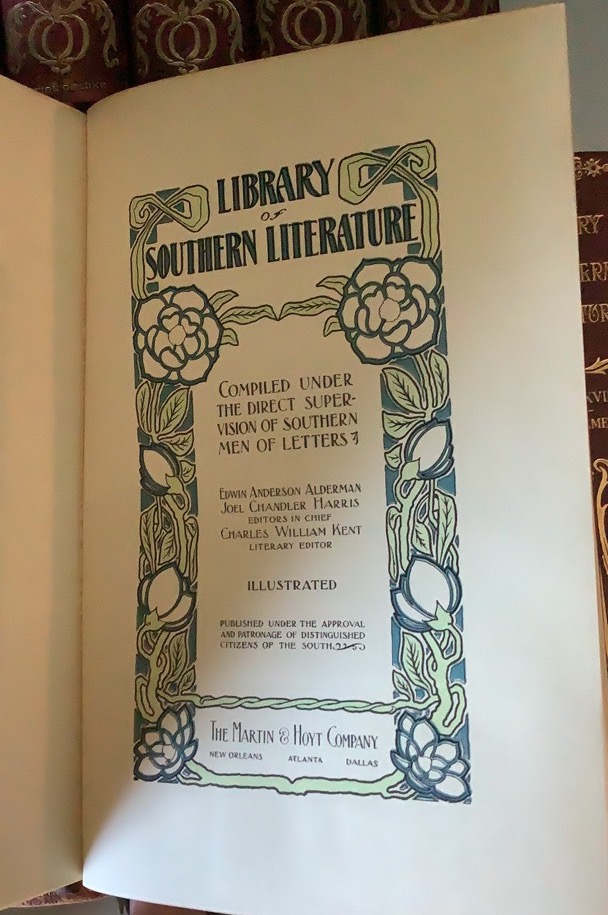 LIBRARY
OF
SOUTHERN LITERATURE
COMPILED UNDER
THE DIRECT SUPER-
VISION OF SOUTHERN
MEN OF LETTERS
EDWIN ANDERSON ALDERMAN
JOEL CHANDLER HARRIS
EDITORS IN CHIEF
CHARLES WILLIAM KENT
LITERARY EDITOR
ILLUSTRATED
PUBLISHED UNDER THE APPROVAL
AND PATRONAGE OF DISTINGUISHED
CITIZENS OF THE SOUTH.
THE MARTIN & HOYT COMPANY
NEW ORLEANS ATLANTA DALLAS